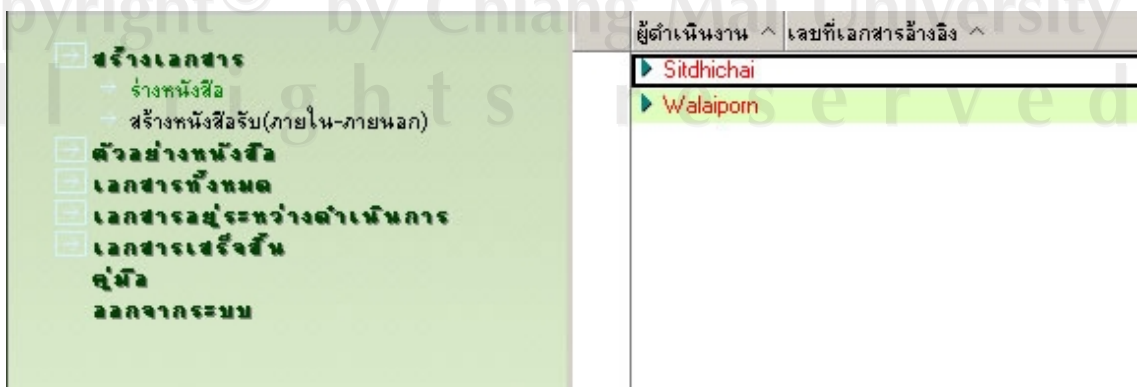 pyright© by Chiang Mai University
l rights reserved
สร้างเอกสาร
ร่างหนังสือ
สร้างหนังสือรับ(ภายใน-ภายนอก)
ตัวอย่างหนังสือ
เอกสารทั้งหมด
เอกสารอยู่ระหว่างดำเนินการ
เอกสารเสร็จสิ้น
คู่มือ
ออกจากระบบ
ผู้ดำเนินงาน ^ เลขที่เอกสารอ้างอิง ^
Sitdhichai
Walaiporn